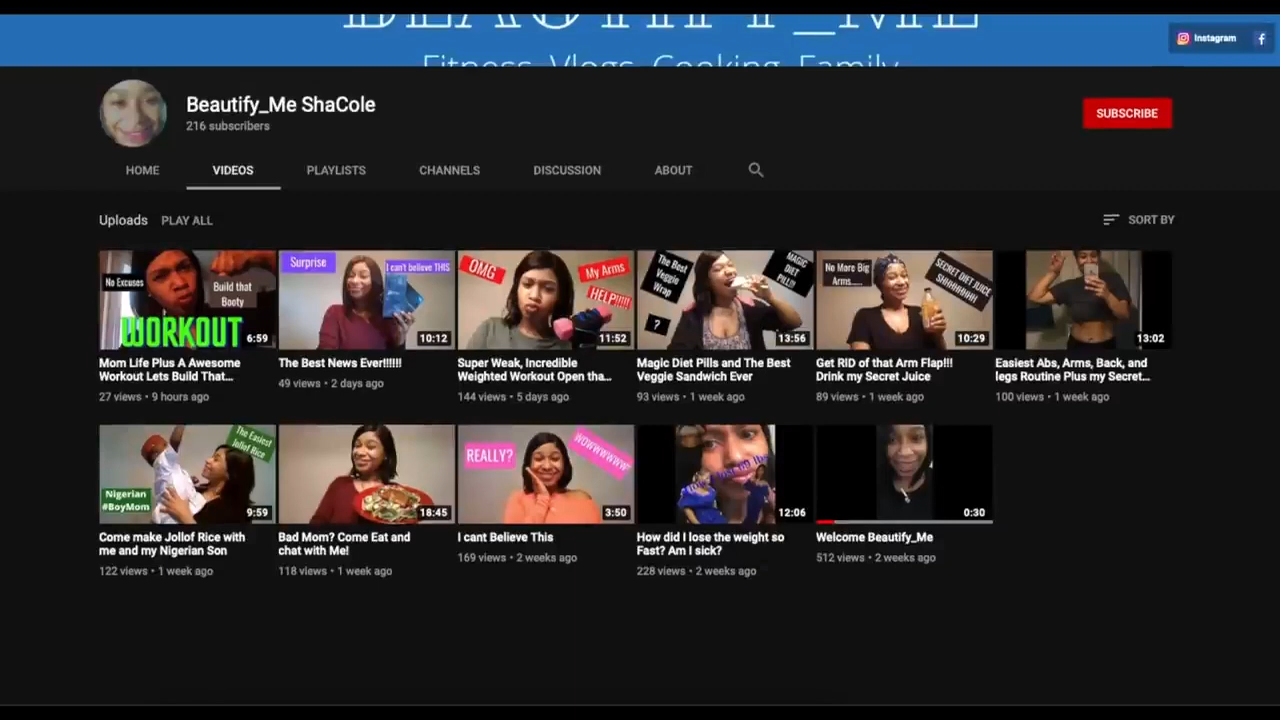 BEAUTIFY_ME
Fitness Vlogs Cooking Family
Instagram
Beautify_Me ShaCole
216 subscribers
SUBSCRIBE
HOME VIDEOS PLAYLISTS CHANNELS DISCUSSION ABOUT
Uploads PLAY ALL
SORT BY
No Excuses
Build that
Booty
WORKOUT
6:59
Surprise
I can't believe THIS
10:12
OMG
My Arms
HELP!!!!!
11:52
The Best
Veggie
Wrap
?
MAGIC
DIET
PILL!!!
13:56
No More Big
Arms.....
SECRET DIET JUICE
SHHHHHHH
10:29
13:02
Mom Life Plus A Awesome
Workout Lets Build That...
27 views • 9 hours ago
The Best News Ever!!!!!!
49 views • 2 days ago
Super Weak, Incredible
Weighted Workout Open tha...
144 views • 5 days ago
Magic Diet Pills and The Best
Veggie Sandwich Ever
93 views • 1 week ago
Get RID of that Arm Flap!!!
Drink my Secret Juice
89 views • 1 week ago
Easiest Abs, Arms, Back, and
legs Routine Plus my Secret...
100 views • 1 week ago
The Easiest
Jollof Rice
Nigerian
#BoyMom
9:59
18:45
REALLY?
WOWWWWWW
3:50
12:06
0:30
Come make Jollof Rice with
me and my Nigerian Son
122 views • 1 week ago
Bad Mom? Come Eat and
chat with Me!
118 views • 1 week ago
I cant Believe This
169 views • 2 weeks ago
How did I lose the weight so
Fast? Am I sick?
228 views • 2 weeks ago
Welcome Beautify_Me
512 views • 2 weeks ago